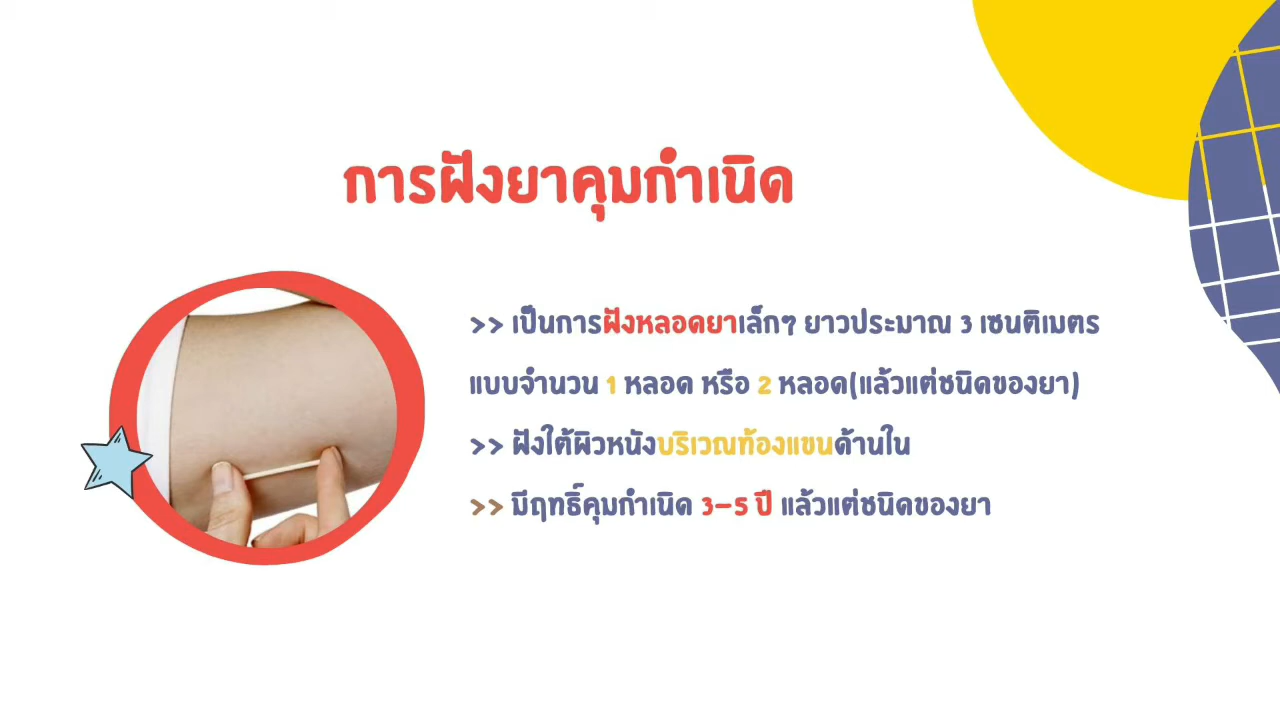 การฝังยาคุมกำเนิด
>> เป็นการฝังหลอดยาเล็กๆ ยาวประมาณ 3 เซนติเมตร
แบบจำนวน 1 หลอด หรือ 2 หลอด(แล้วแต่ชนิดของยา)
>> ฝังใต้ผิวหนังบริเวณท้องแขนด้านใน
>> มีฤทธิ์คุมกำเนิด 3-5 ปี แล้วแต่ชนิดของยา